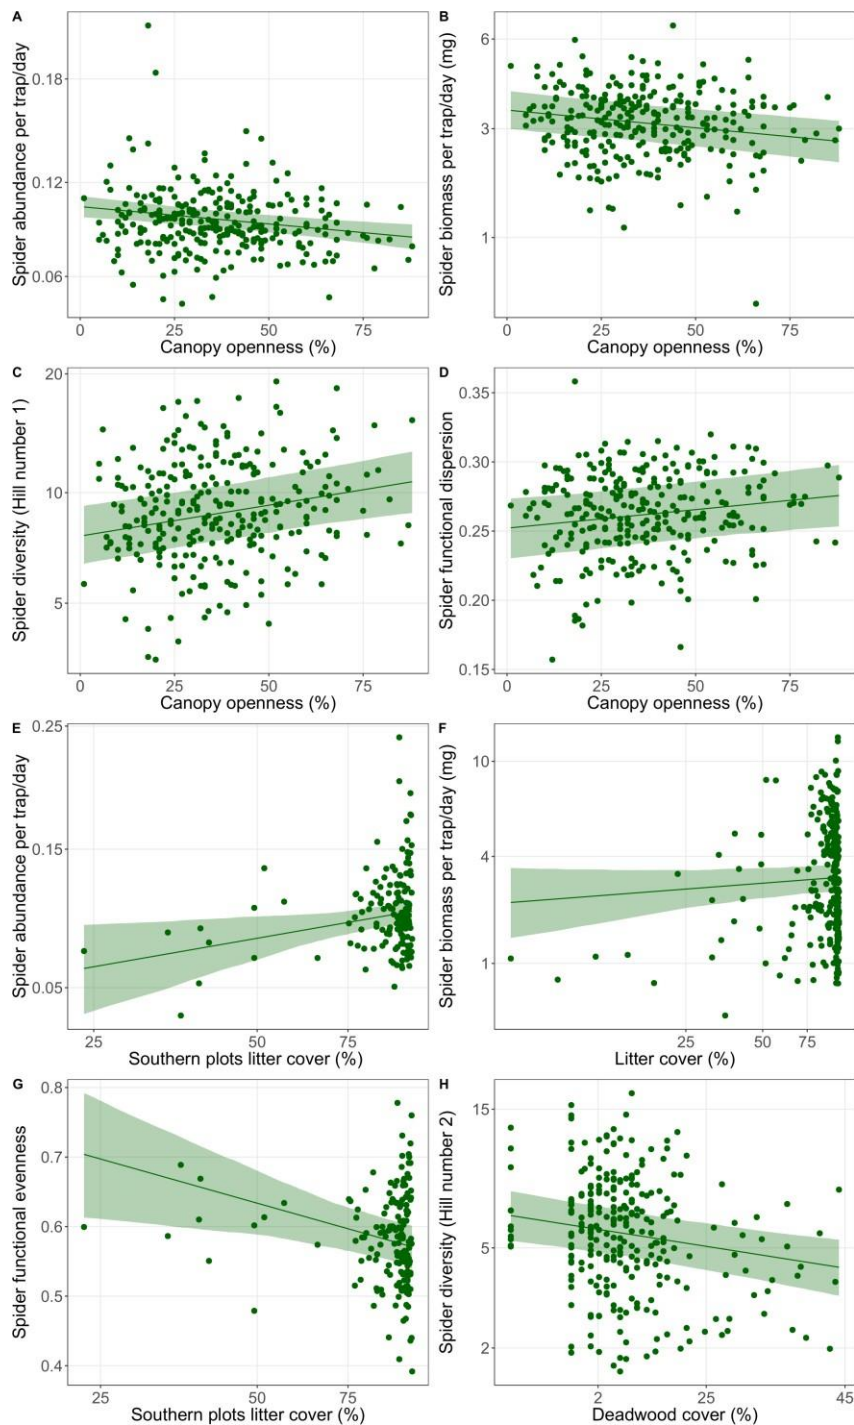 A
Spider abundance per trap/day
0.18
0.12
0.06
0 25 50 75
Canopy openness (%)
B
Spider biomass per trap/day (mg)
6
3
1
0 25 50 75
Canopy openness (%)
C
Spider diversity (Hill number 1)
20
10
5
0 25 50 75
Canopy openness (%)
D
Spider functional dispersion
0.35
0.30
0.25
0.20
0.15
0 25 50 75
Canopy openness (%)
E
Spider abundance per trap/day
0.25
0.15
0.05
25 50 75
Southern plots litter cover (%)
F
Spider biomass per trap/day (mg)
10
4
1
25 50 75
Litter cover (%)
G
Spider functional evenness
0.8
0.7
0.6
0.5
0.4
25 50 75
Southern plots litter cover (%)
H
Spider diversity (Hill number 2)
15
5
2
2 25 45
Deadwood cover (%)